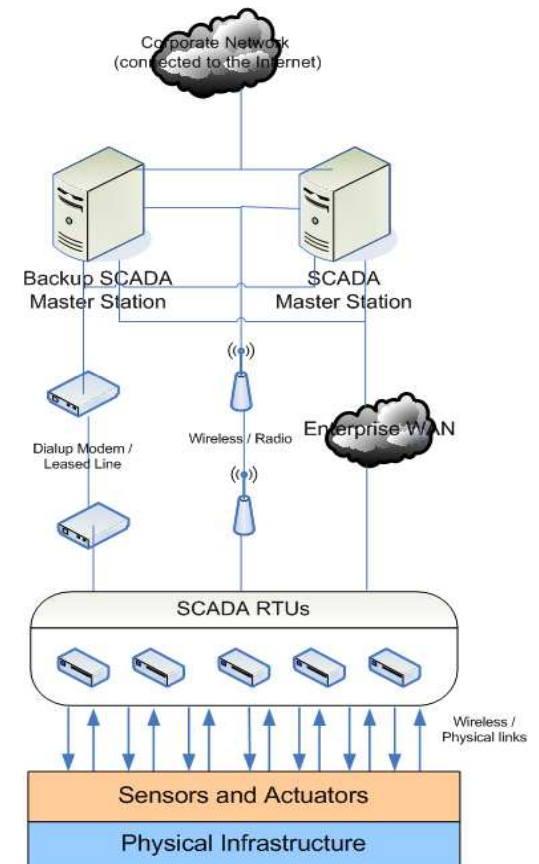 Corporate Network
(connected to the Internet)
Backup SCADA
Master Station
SCADA
Master Station
Dialup Modem /
Leased Line
Wireless / Radio
Enterprise WAN
SCADA RTUs
Wireless /
Physical links
Sensors and Actuators
Physical Infrastructure